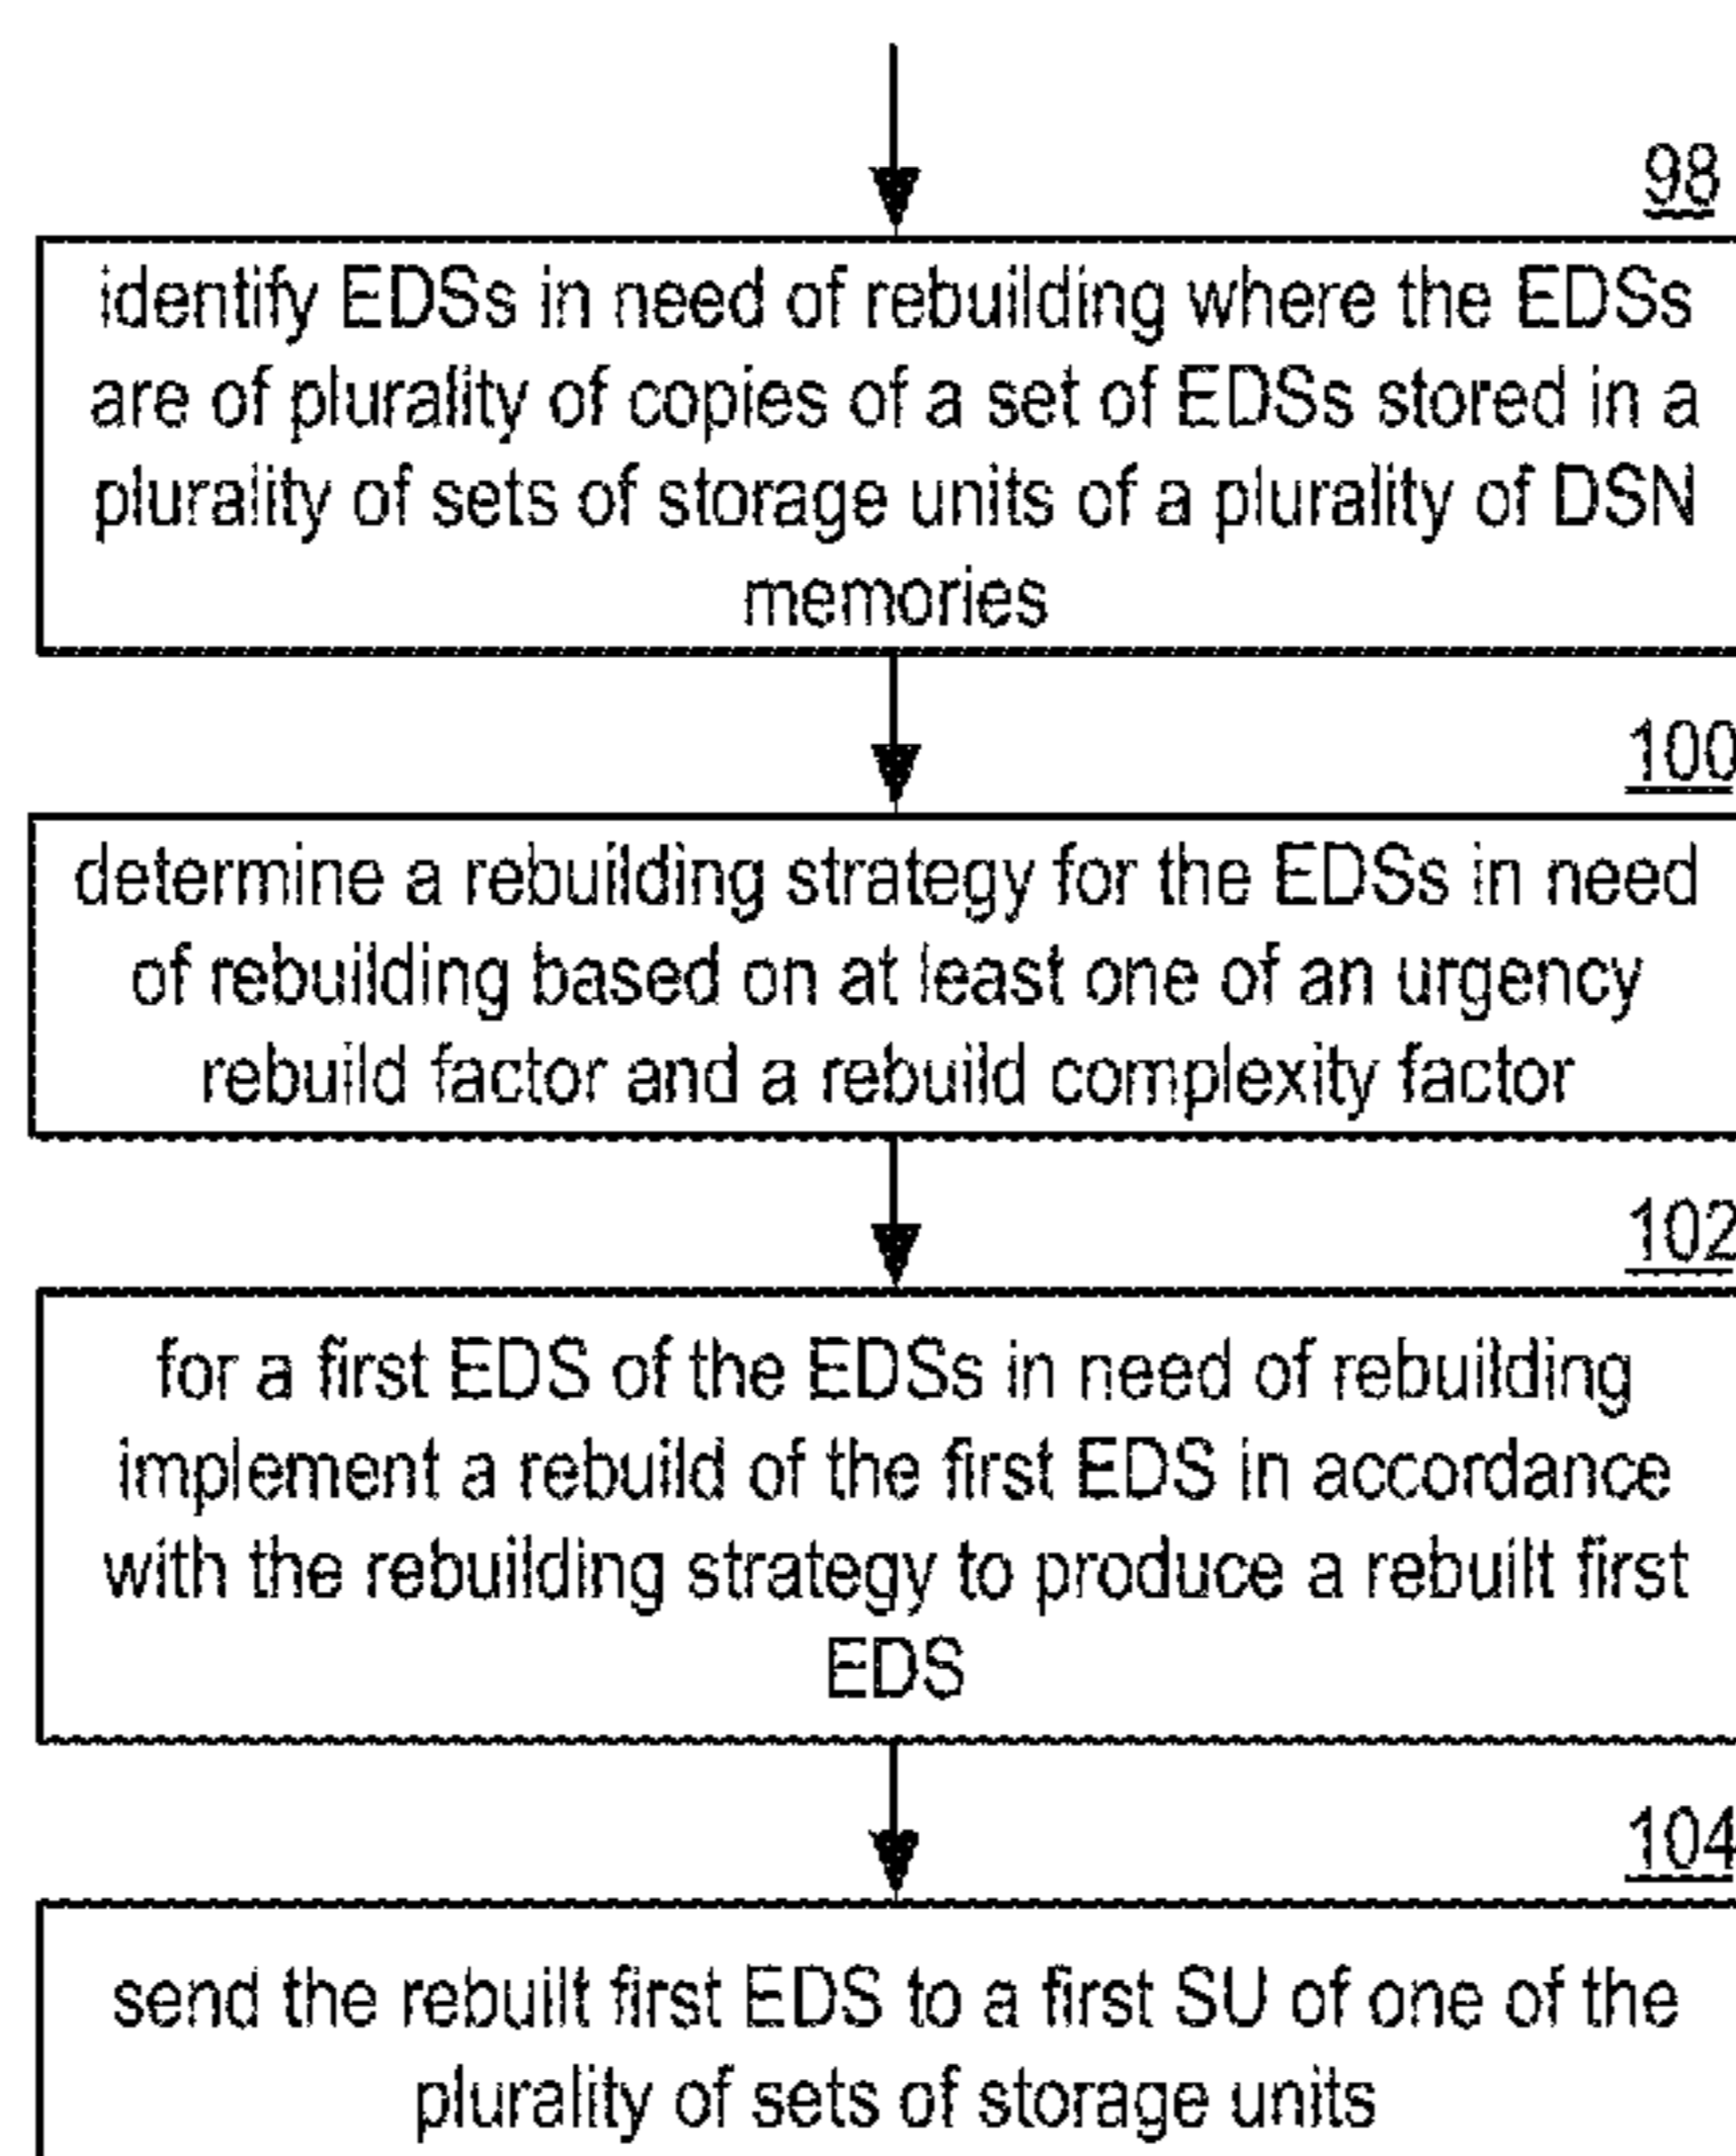 98
identify EDSs in need of rebuilding where the EDSs
are of plurality of copies of a set of EDSs stored in a
plurality of sets of storage units of a plurality of DSN
memories
100
determine a rebuilding strategy for the EDSs in need
of rebuilding based on at least one of an urgency
rebuild factor and a rebuild complexity factor
102
for a first EDS of the EDSs in need of rebuilding
implement a rebuild of the first EDS in accordance
with the rebuilding strategy to produce a rebuilt first
EDS
104
send the rebuilt first EDS to a first SU of one of the
plurality of sets of storage units